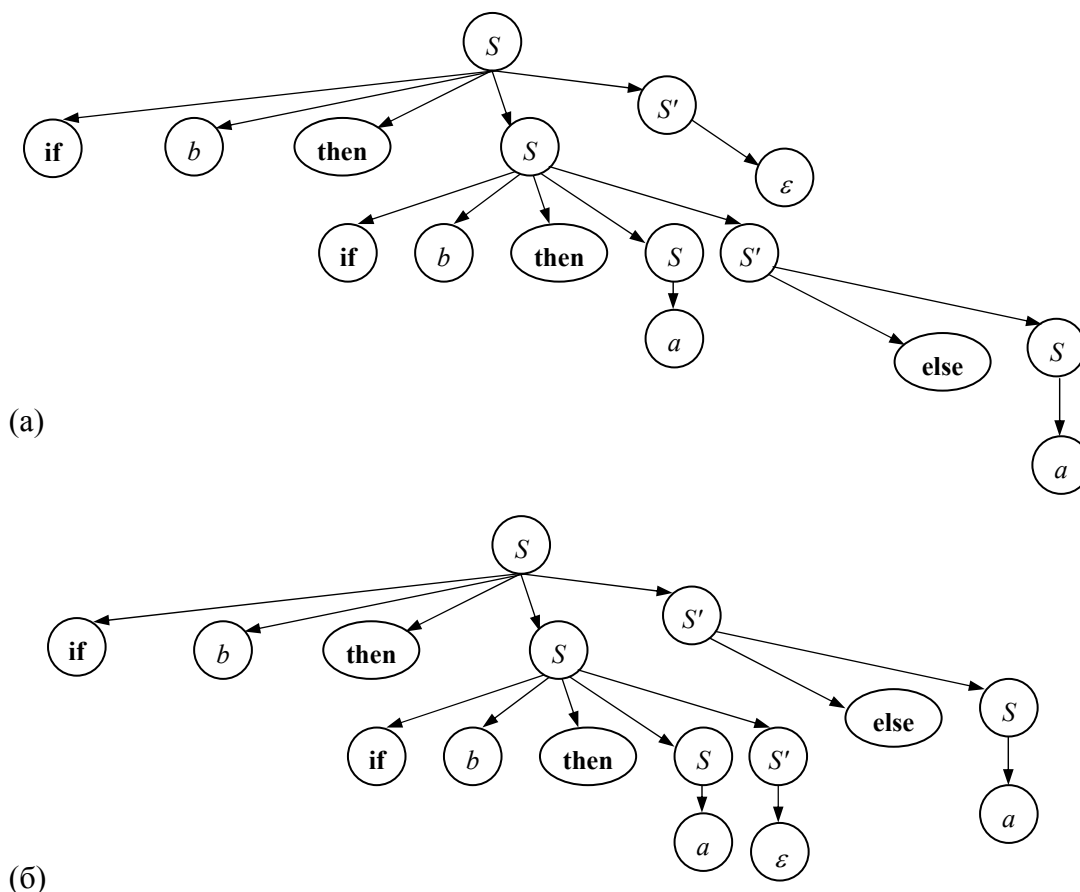 S
S′
if b then S
ε
if b then S S′
a
else S
(а)
a
S
S′
if b then S
else S
if b then S S′
a
a ε
(б)